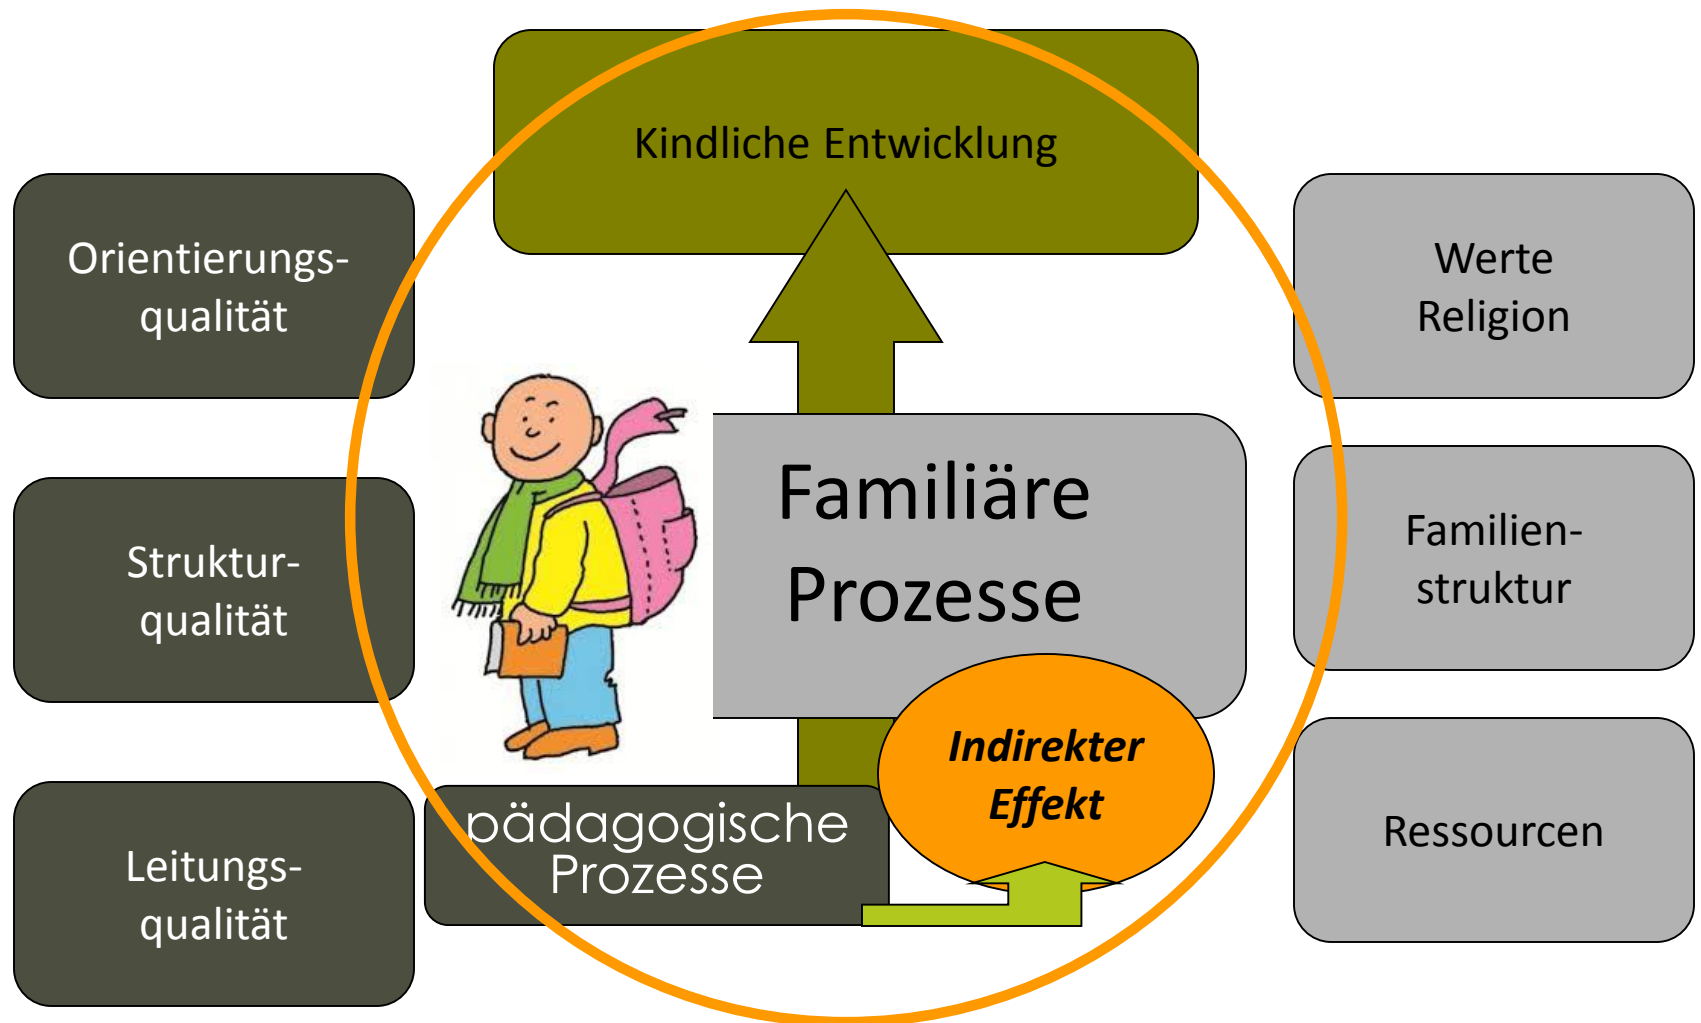 Kindliche Entwicklung
Orientierungs-
qualität
Struktur-
qualität
Leitungs-
qualität
Familiäre
Prozesse
Indirekter
Effekt
pädagogische
Prozesse
Werte
Religion
Familien-
struktur
Ressourcen